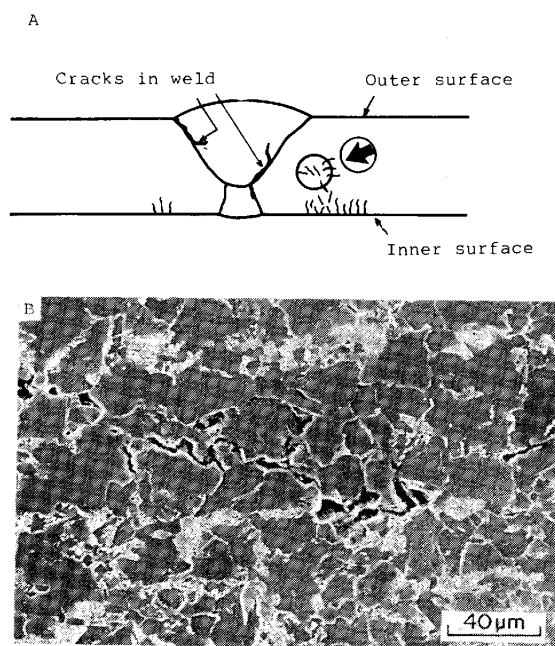 A
Cracks in weld
Outer surface
Inner surface
B
40μm